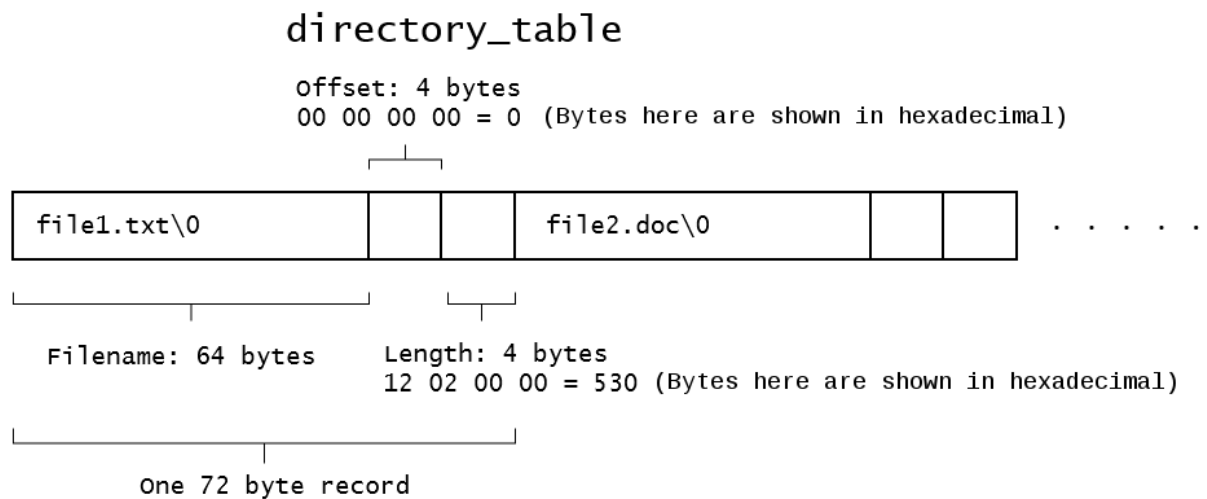 directory_table
Offset: 4 bytes
00 00 00 00 = 0 (Bytes here are shown in hexadecimal)
file1.txt\0
file2.doc\0
. . . . .
Filename: 64 bytes
Length: 4 bytes
12 02 00 00 = 530 (Bytes here are shown in hexadecimal)
One 72 byte record